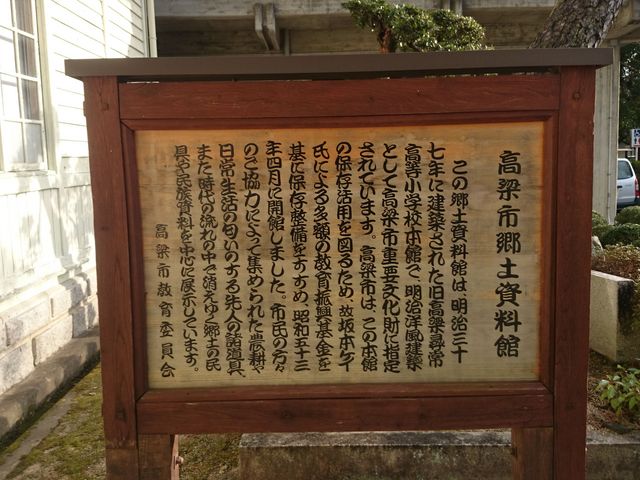 高梁市郷土資料館
この郷土資料館は明治三十
七年に建築された旧高梁尋常
高等小学校本館で、明治洋風建築
として高梁市重要文化財に指定
されています。高梁市は、この本館
の保存活用を図るため、故坂本ケイ
氏による多額の教育振興基金を
基に保存整備をすすめ、昭和五十三
年四月に開館しました。市民の方々
のご協力によって集められた農耕や
日常生活の匂いのする先人の諸道具、
また時代の流れの中で消えゆく郷土の民
具や民族資料を中心に展示しています。
高梁市教育委員会